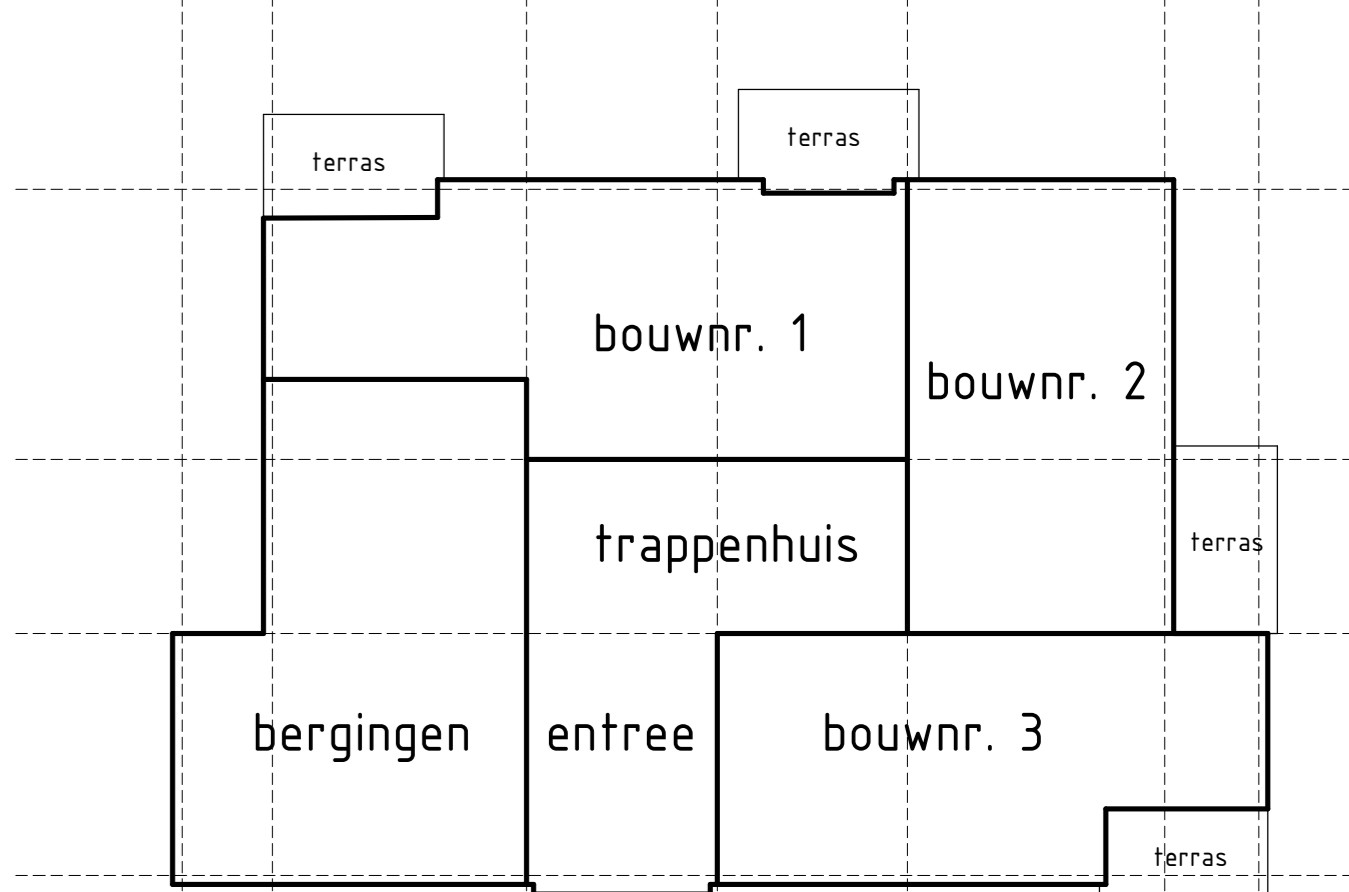 terras
terras
bouwnr. 1
bouwnr. 2
trappenhuis
terras
bergingen
entree
bouwnr. 3
terras